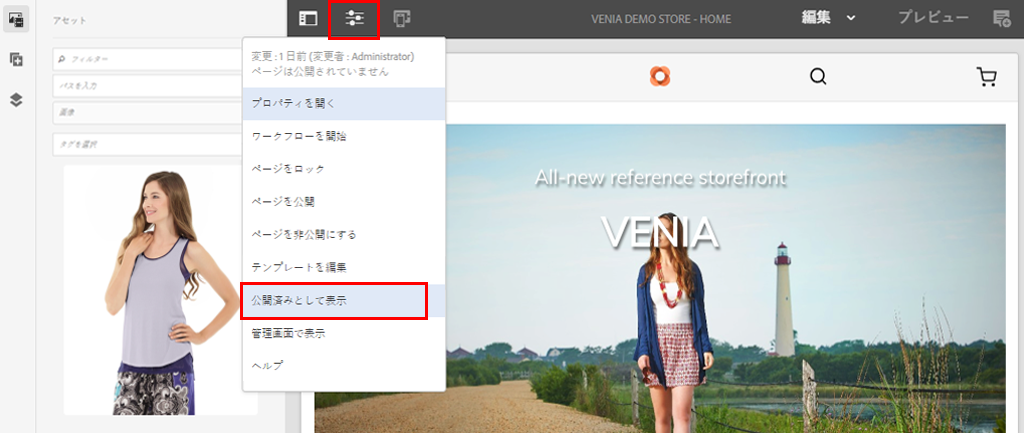 VENIA DEMO STORE - HOME
編集
プレビュー
アセット
フィルター
パスを入力
画像
タグを選択
変更 : 1 日前 (変更者 : Administrator)
ページは公開されていません
プロパティを開く
ワークフローを開始
ページをロック
ページを公開
ページを非公開にする
テンプレートを編集
公開済みとして表示
管理画面で表示
ヘルプ
All-new reference storefront
VENIA